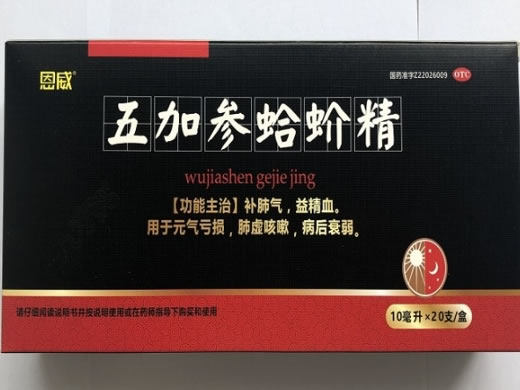 恩威®
国药准字Z22026009 OTC
五加参蛤蚧精
wujiashen gejie jing
【功能主治】补肺气，益精血。
用于元气亏损，肺虚咳嗽，病后衰弱。
请仔细阅读说明书并按说明使用或在药师指导下购买和使用
10毫升×20支/盒